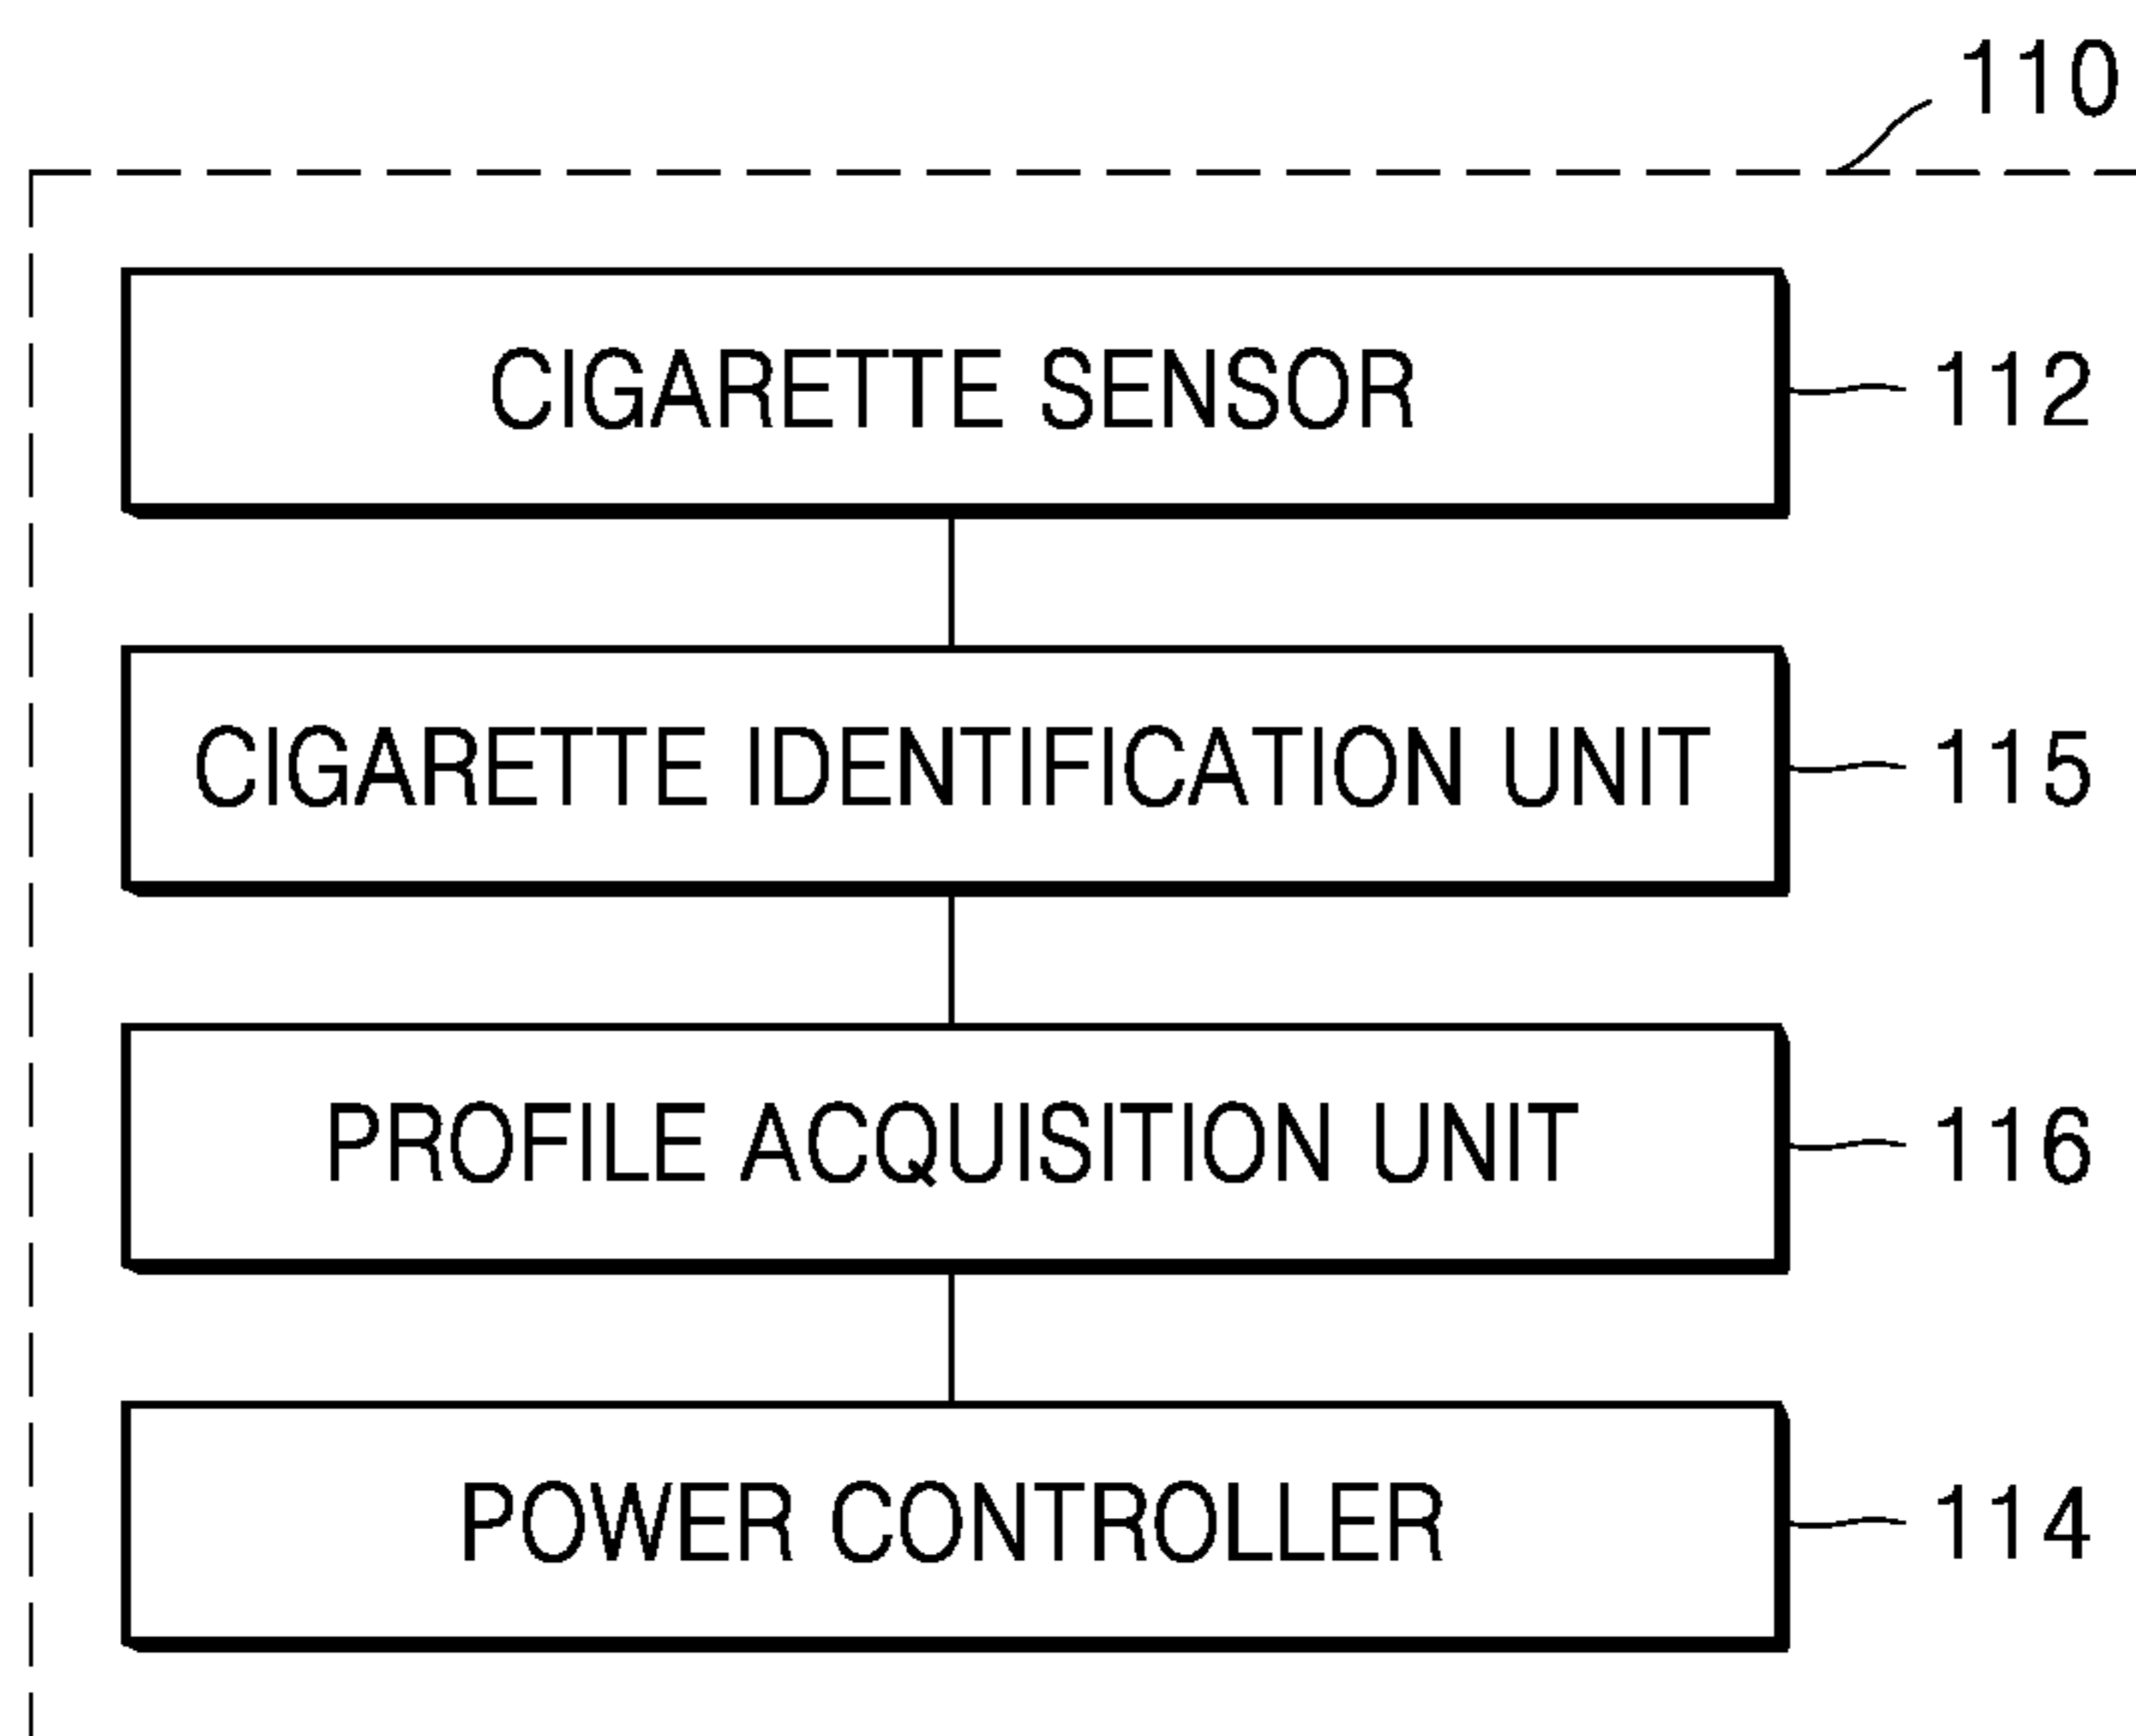 110
CIGARETTE SENSOR 112
CIGARETTE IDENTIFICATION UNIT 115
PROFILE ACQUISITION UNIT 116
POWER CONTROLLER 114